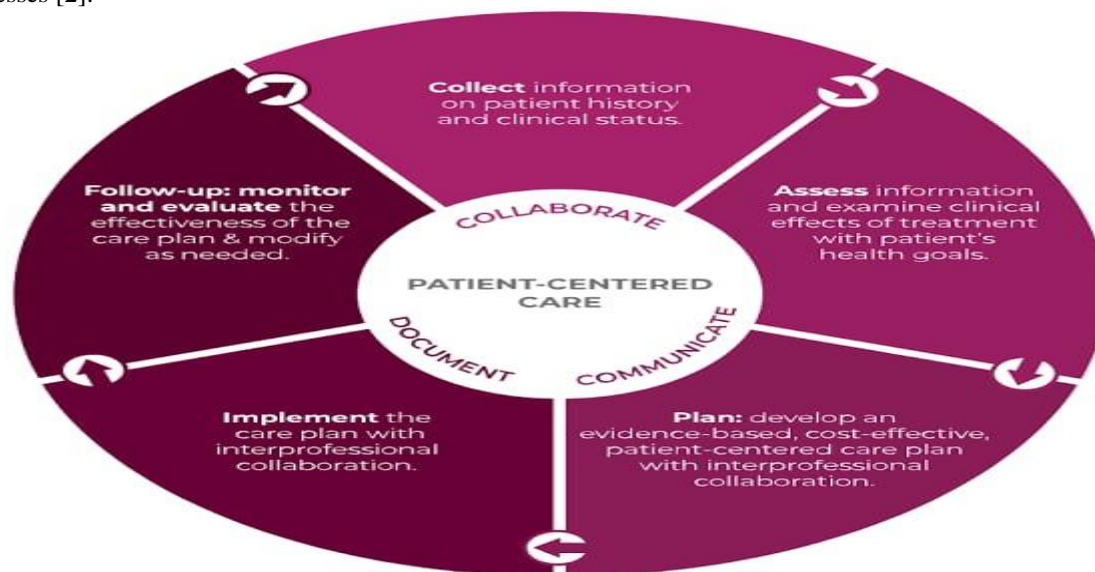 esses [2].
Collect information
on patient history
and clinical status.
Assess information
and examine clinical
effects of treatment
with patient's
health goals.
Plan: develop an
evidence-based, cost-effective,
patient-centered care plan
with interprofessional
collaboration.
Implement the
care plan with
interprofessional
collaboration.
Follow-up: monitor
and evaluate the
effectiveness of the
care plan & modify
as needed.
COLLABORATE
PATIENT-CENTERED
CARE
COMMUNICATE
DOCUMENT